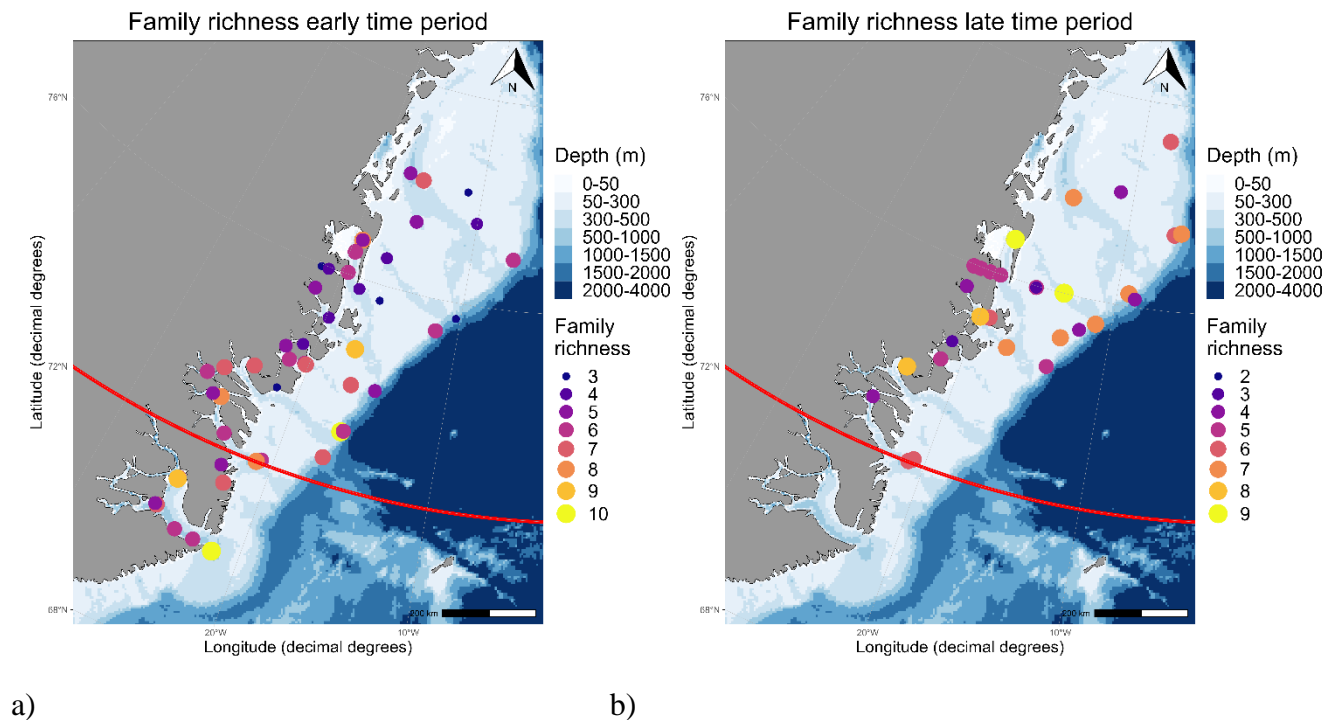 Family richness early time period
N
76°N
72°N
68°N
20°W
10°W
Latitude (decimal degrees)
Longitude (decimal degrees)
200 km
Depth (m)
0-50
50-300
300-500
500-1000
1000-1500
1500-2000
2000-4000
Family
richness
3
4
5
6
7
8
9
10
a)
Family richness late time period
N
76°N
72°N
68°N
20°W
10°W
Latitude (decimal degrees)
Longitude (decimal degrees)
200 km
Depth (m)
0-50
50-300
300-500
500-1000
1000-1500
1500-2000
2000-4000
Family
richness
2
3
4
5
6
7
8
9
b)